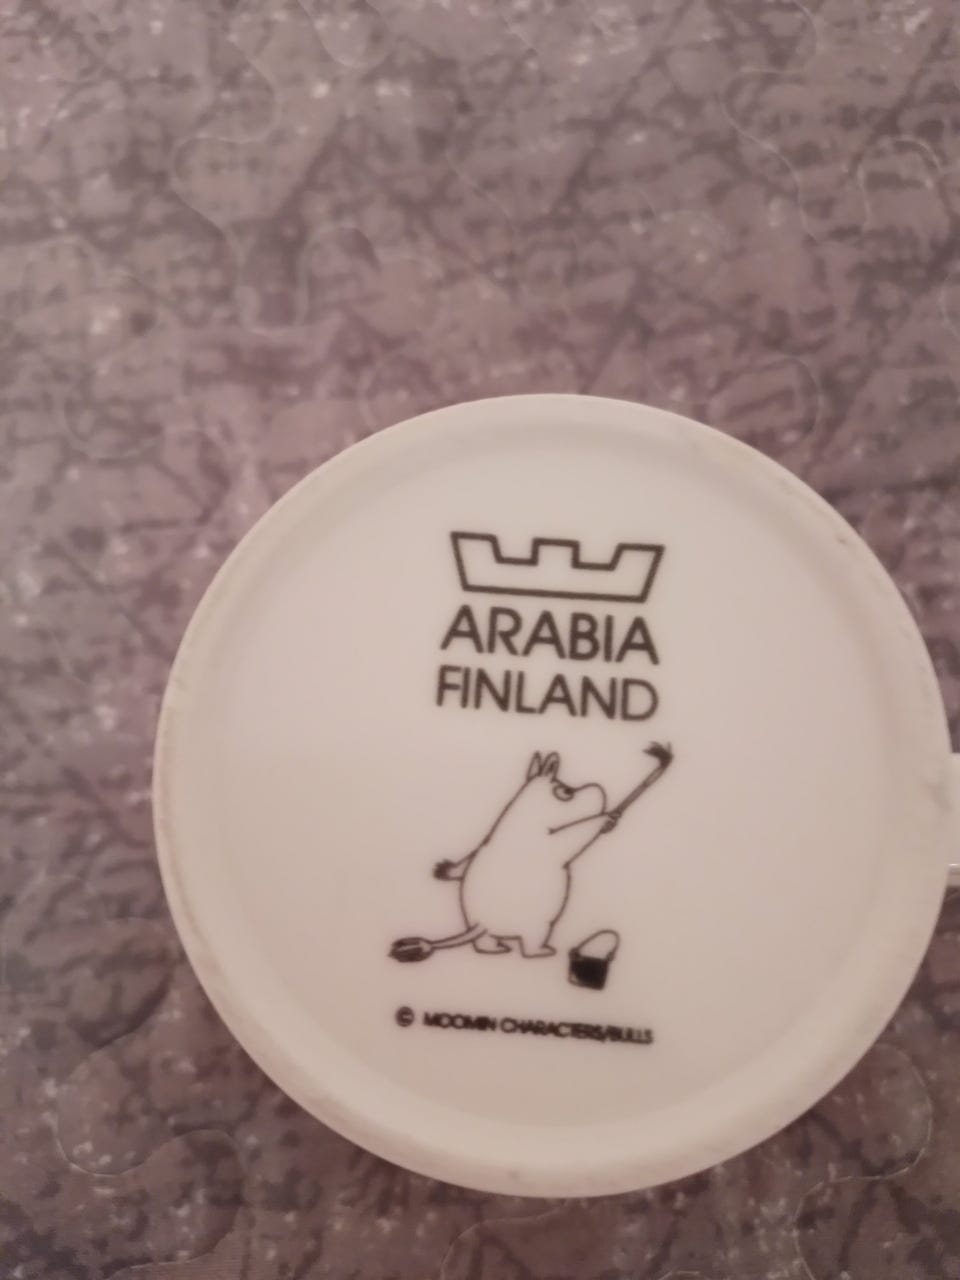 ARABIA
FINLAND
© MOOMIN CHARACTERS/BULLS